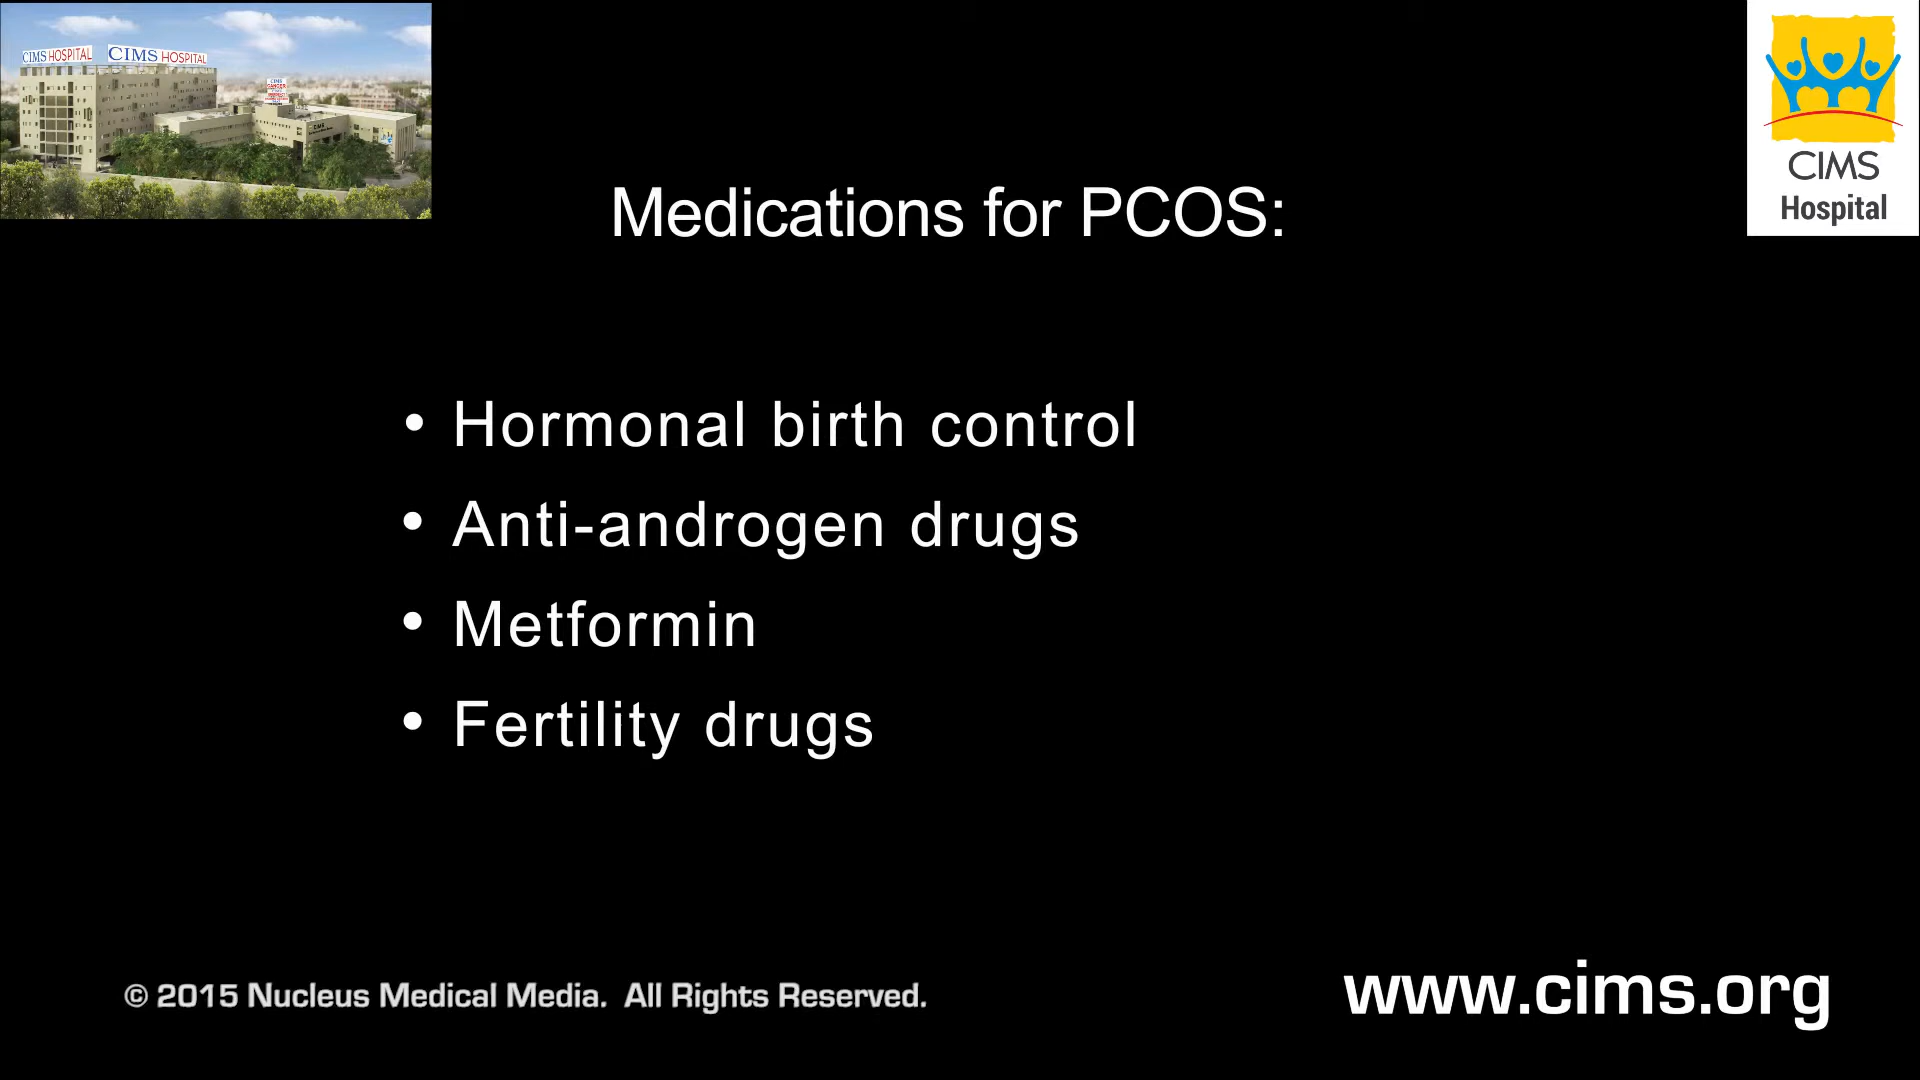 CIMS HOSPITAL CIMS HOSPITAL
CIMS
Hospital
Medications for PCOS:
• Hormonal birth control
• Anti-androgen drugs
• Metformin
• Fertility drugs
© 2015 Nucleus Medical Media. All Rights Reserved.
www.cims.org